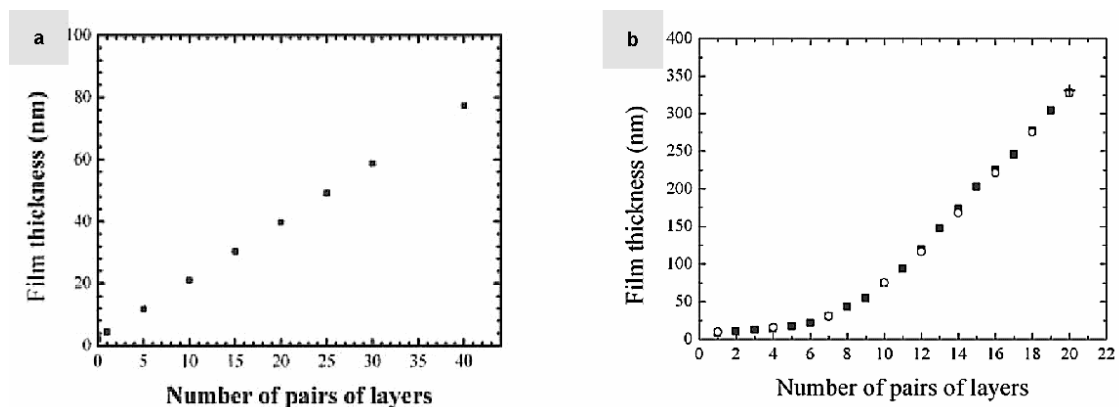 a
100
80
60
40
20
0
Film thickness (nm)
0 5 10 15 20 25 30 35 40
Number of pairs of layers
b
400
350
300
250
200
150
100
50
0
Film thickness (nm)
0 2 4 6 8 10 12 14 16 18 20 22
Number of pairs of layers